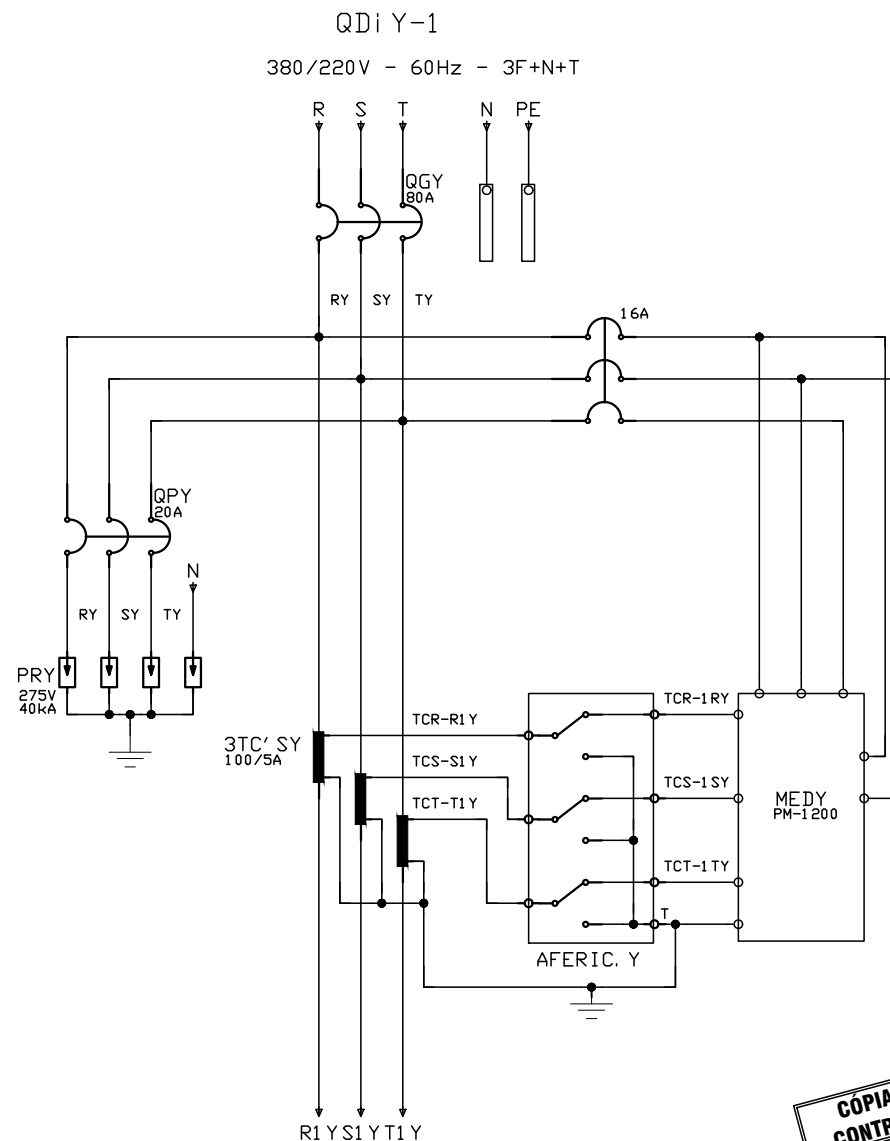 QDi Y-1
380/220V - 60Hz - 3F+N+T
R S T N PE
QGY
80A
RY SY TY
16A
QPY
20A
N
RY SY TY
PRY
275V
40kA
3TC' SY
100/5A
TCR-R1Y
TCS-S1Y
TCT-T1Y
TCR-1RY
TCS-1SY
TCT-1TY
T
MEDY
PM-1200
AFERIC. Y
R1Y S1Y T1Y
CÓPIA